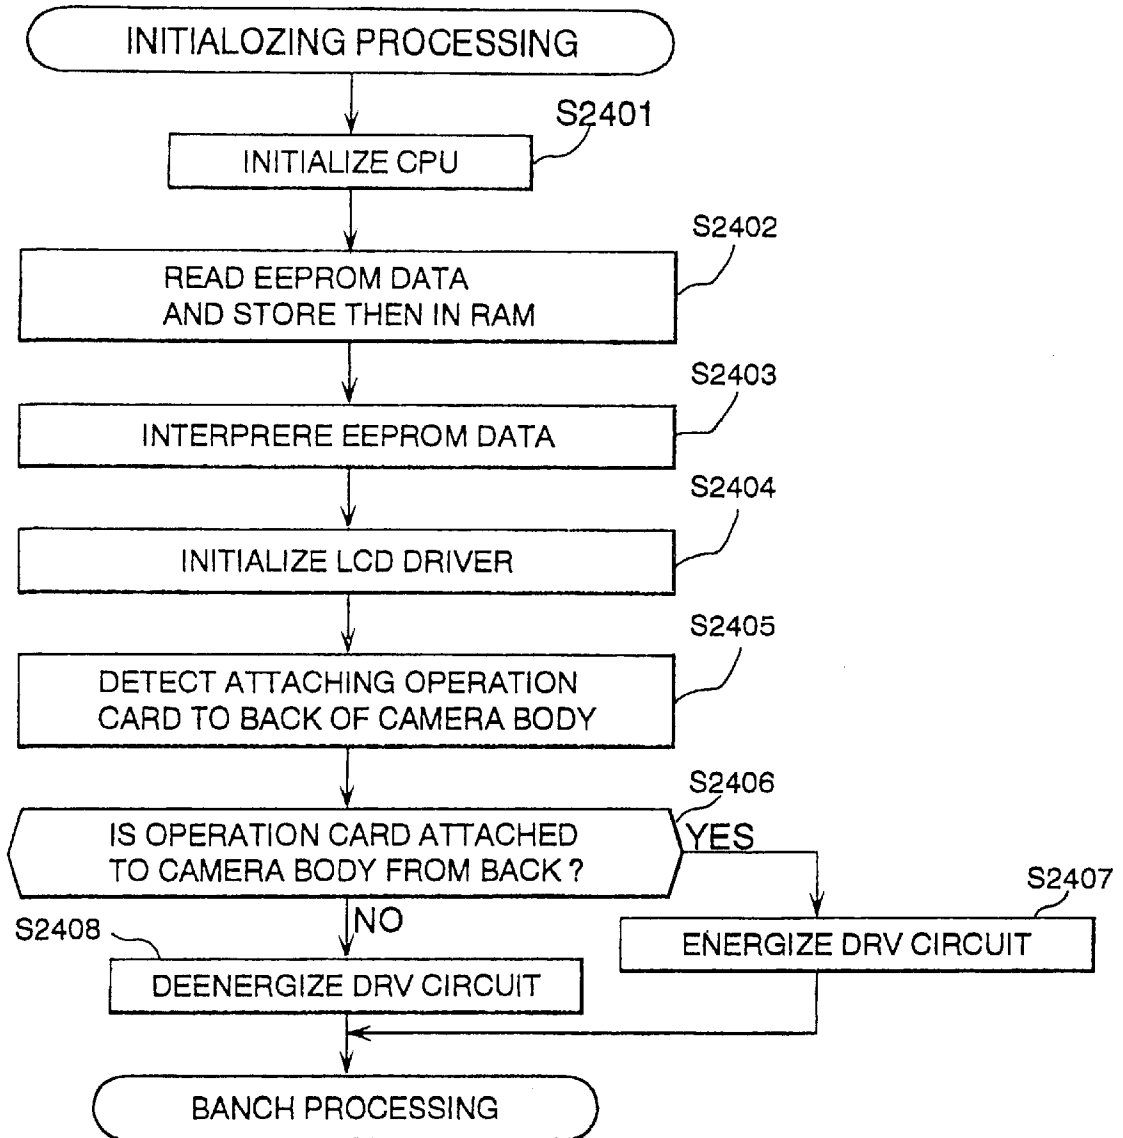 INITIALOZING PROCESSING
S2401
INITIALIZE CPU
S2402
READ EEPROM DATA
AND STORE THEN IN RAM
S2403
INTERPRERE EEPROM DATA
S2404
INITIALIZE LCD DRIVER
S2405
DETECT ATTACHING OPERATION
CARD TO BACK OF CAMERA BODY
S2406
IS OPERATION CARD ATTACHED
TO CAMERA BODY FROM BACK ?
YES
S2407
ENERGIZE DRV CIRCUIT
NO
S2408
DEENERGIZE DRV CIRCUIT
BANCH PROCESSING